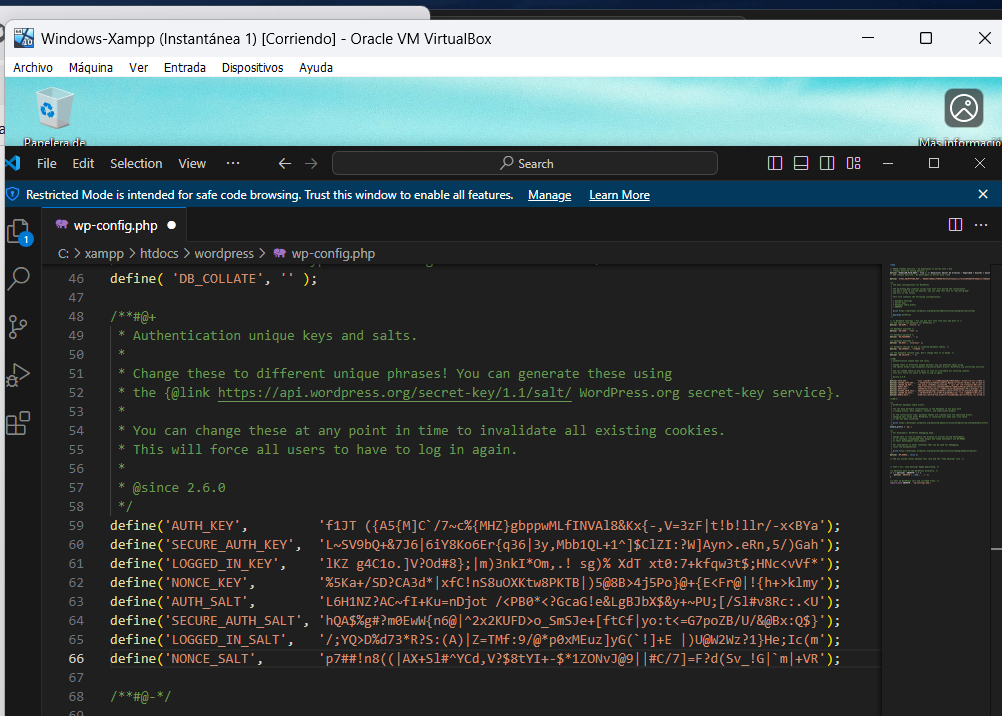 Windows-Xampp (Instantánea 1) [Corriendo] - Oracle VM VirtualBox
Archivo Máquina Ver Entrada Dispositivos Ayuda
File Edit Selection View ··· Search
Restricted Mode is intended for safe code browsing. Trust this window to enable all features. Manage Learn More
1
wp-config.php
C: > xampp > htdocs > wordpress > wp-config.php
46 define( 'DB_COLLATE', '' );
47
48 /**#@+
49 * Authentication unique keys and salts.
50 *
51 * Change these to different unique phrases! You can generate these using
52 * the {@link https://api.wordpress.org/secret-key/1.1/salt/ WordPress.org secret-key service}.
53 *
54 * You can change these at any point in time to invalidate all existing cookies.
55 * This will force all users to have to log in again.
56 *
57 * @since 2.6.0
58 */
59 define('AUTH_KEY', 'f1JT ({A5{M]C`/7~c%{MHZ}gbppwMLfINVAl8&Kx{-,V=3zF|t!b!llr/-x<BYa');
60 define('SECURE_AUTH_KEY', 'L~SV9bQ+&7J6|6iY8Ko6Er{q36|3y,Mbb1QL+1^]$ClZI:?W]Ayn>.eRn,5/)Gah');
61 define('LOGGED_IN_KEY', 'lKZ g4C1o.]V?Od#8};|m)3nkI*Om,.! sg)% XdT xt0:7+kfqw3t$;HNc<vVf*');
62 define('NONCE_KEY', '%5Ka+/SD?CA3d*|xfC!nS8uOXKtw8PKTB|)5@8B>4j5Po}@+{E<Fr@|!{h+>klmy');
63 define('AUTH_SALT', 'L6H1NZ?AC~fI+Ku=nDjot /<PB0*<?GcaG!e&LgBJbX$&y+~PU;[/Sl#v8Rc:.<U');
64 define('SECURE_AUTH_SALT', 'hQA$%g#?m0EwW{n6@|^2x2KUFD>o_SmSJe+[ftCf|yo:t<=G7poZB/U/&@Bx:Q$}');
65 define('LOGGED_IN_SALT', '/;YQ>D%d73*R?S:(A)|Z=TMf:9/@*p0xMEuz]yG(`!]+E |)U@W2Wz?1}He;Ic(m');
66 define('NONCE_SALT', 'p7##!n8((|AX+Sl#^YCd,V?$8tYI+-$*1ZONvJ@9||#C/7]=F?d(Sv_!G|`m|+VR');
67
68 /**#@-*/
69